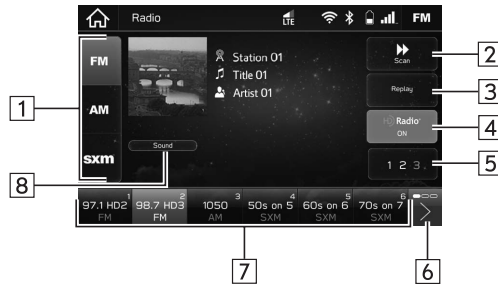 Radio LTE FM
1 FM AM sxm
Station 01
Title 01
Artist 01
Scan 2
Replay 3
HD Radio ON 4
1 2 3 5
Sound
8
1 97.1 HD2 FM
2 98.7 HD3 FM
3 1050 AM
4 50s on 5 SXM
5 60s on 6 SXM
6 70s on 7 SXM
7
6